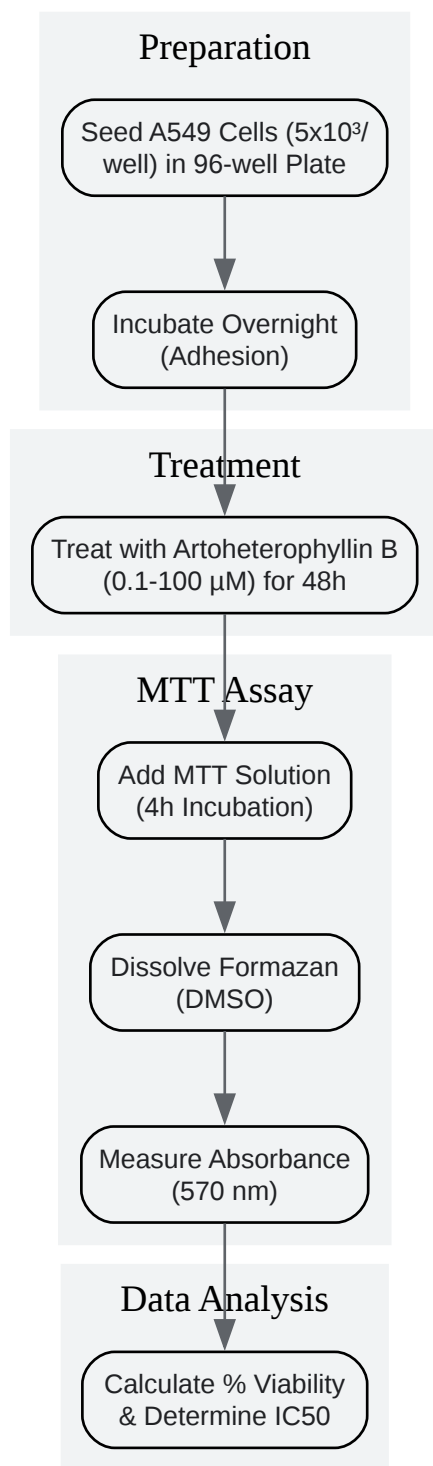 Preparation
Seed A549 Cells (5x10³/
well) in 96-well Plate
Incubate Overnight
(Adhesion)
Treatment
Treat with Artoheterophyllin B
(0.1-100 µM) for 48h
MTT Assay
Add MTT Solution
(4h Incubation)
Dissolve Formazan
(DMSO)
Measure Absorbance
(570 nm)
Data Analysis
Calculate % Viability
& Determine IC50